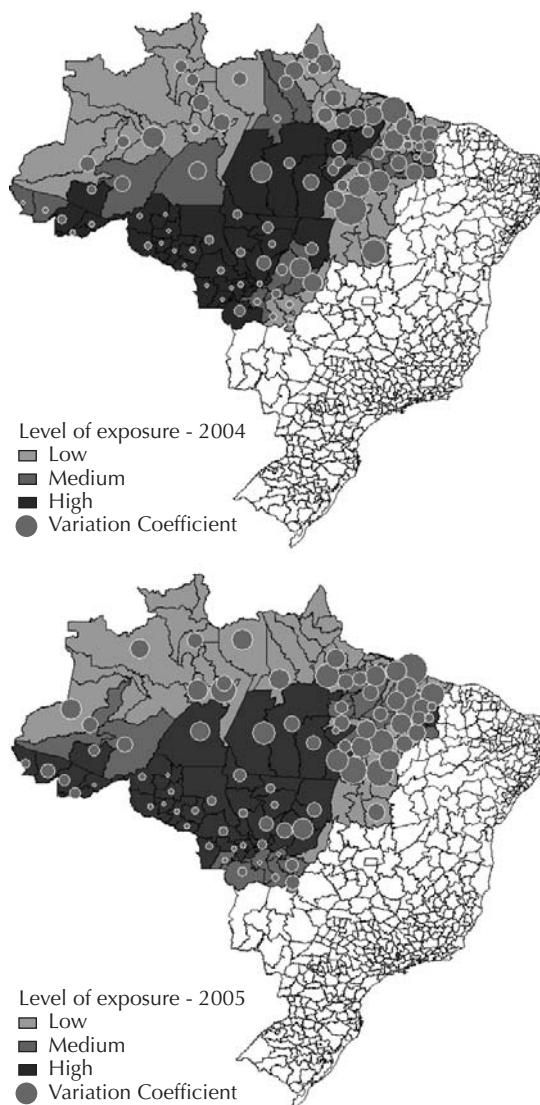 Level of exposure - 2004
Low
Medium
High
Variation Coefficient
Level of exposure - 2005
Low
Medium
High
Variation Coefficient